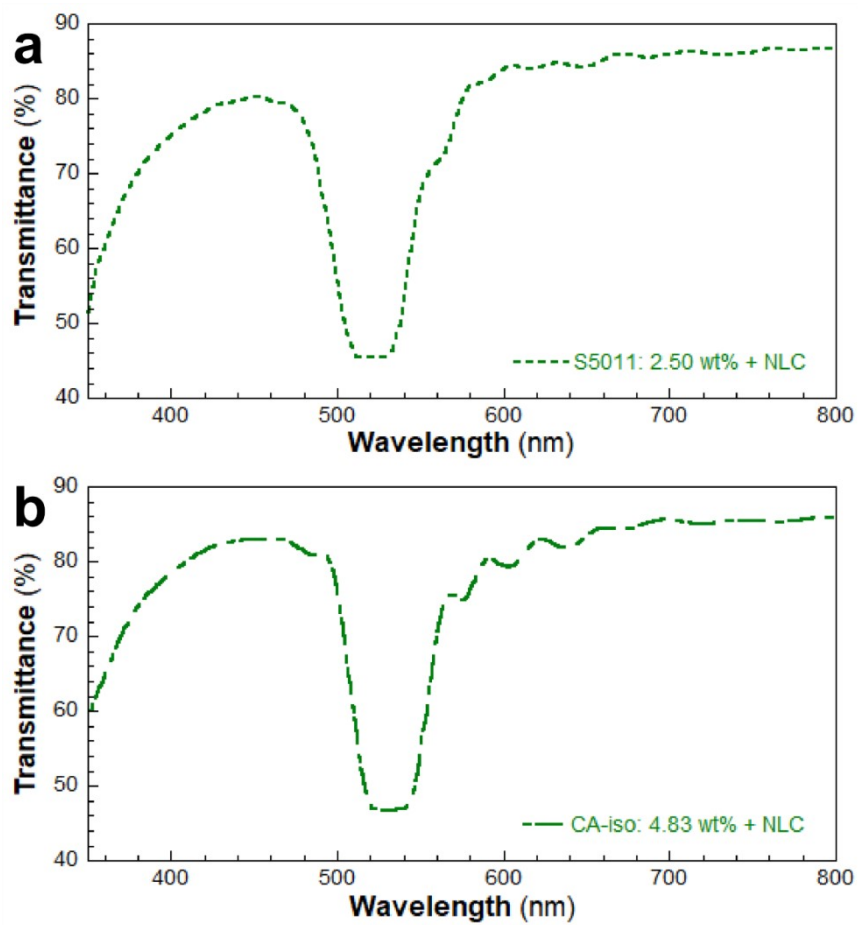 a
90
80
70
60
50
40
Transmittance (%)
S5011: 2.50 wt% + NLC
400 500 600 700 800
Wavelength (nm)
b
90
80
70
60
50
40
Transmittance (%)
CA-iso: 4.83 wt% + NLC
400 500 600 700 800
Wavelength (nm)